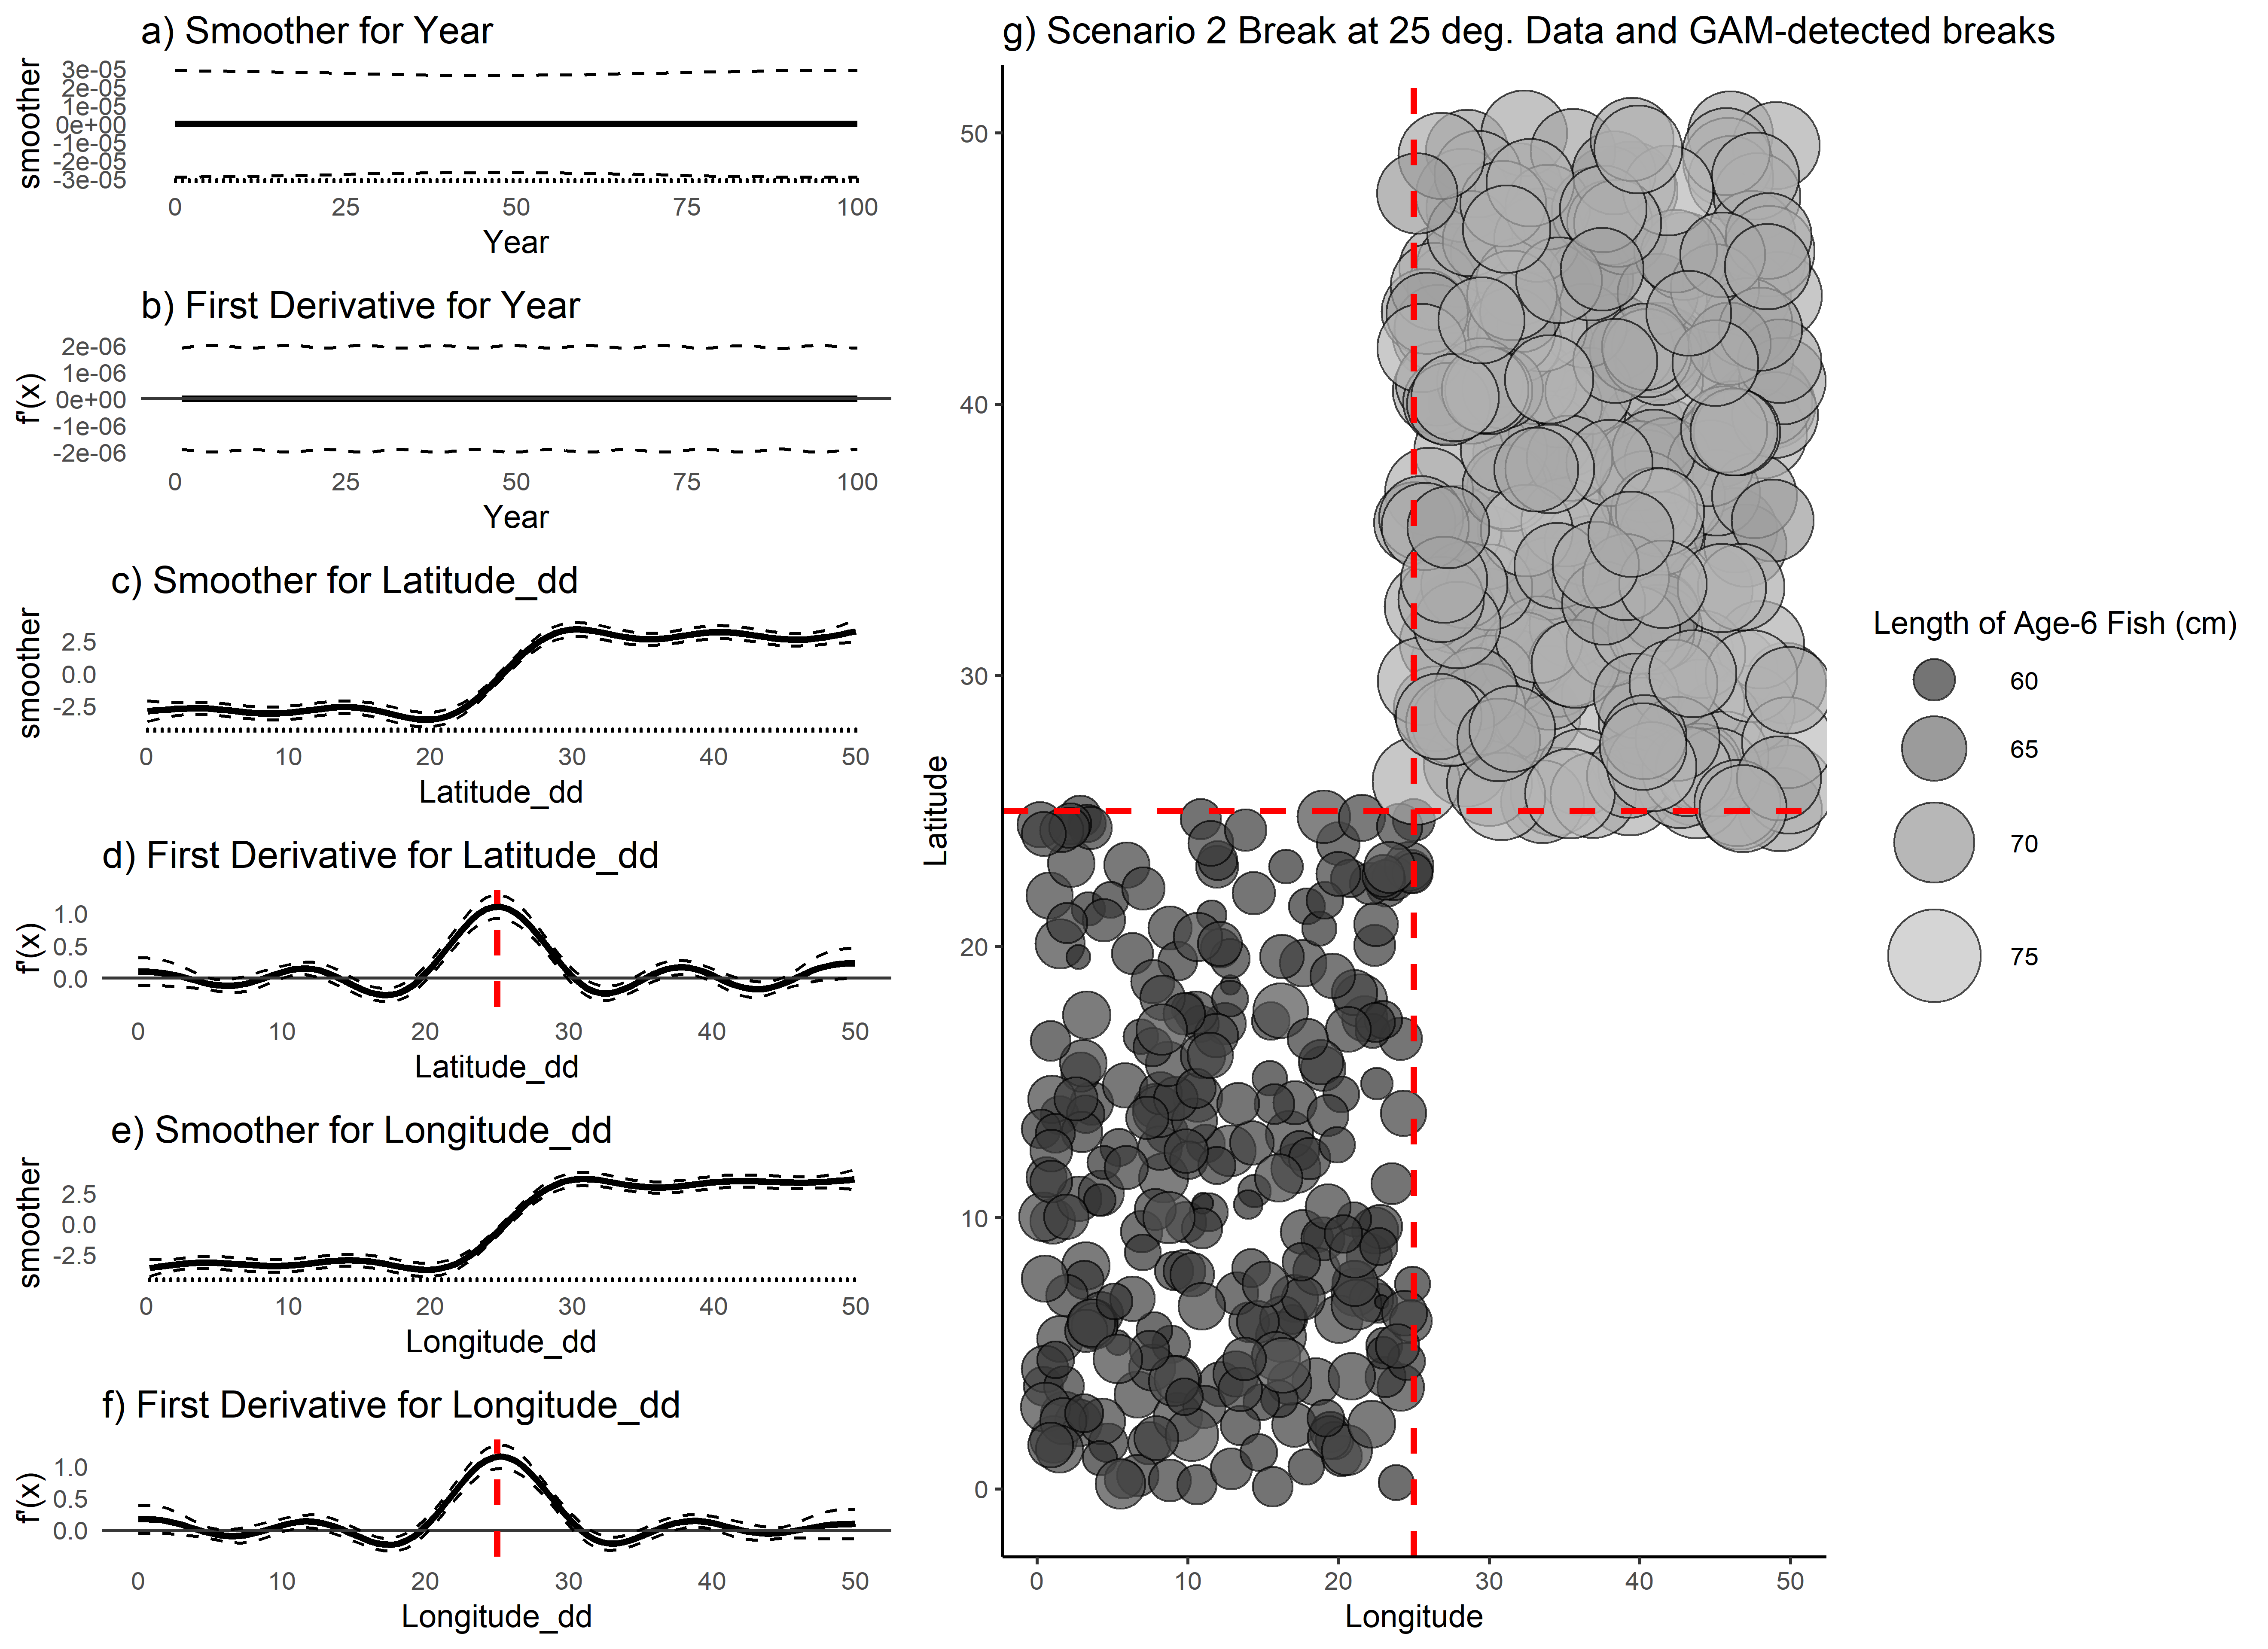 a) Smoother for Year
smoother
3e-05
2e-05
1e-05
0e+00
-1e-05
-2e-05
-3e-05
0 25 50 75 100
Year
b) First Derivative for Year
f'(x)
2e-06
1e-06
0e+00
-1e-06
-2e-06
0 25 50 75 100
Year
c) Smoother for Latitude_dd
smoother
2.5
0.0
-2.5
0 10 20 30 40 50
Latitude_dd
d) First Derivative for Latitude_dd
f'(x)
1.0
0.5
0.0
0 10 20 30 40 50
Latitude_dd
e) Smoother for Longitude_dd
smoother
2.5
0.0
-2.5
0 10 20 30 40 50
Longitude_dd
f) First Derivative for Longitude_dd
f'(x)
1.0
0.5
0.0
0 10 20 30 40 50
Longitude_dd
g) Scenario 2 Break at 25 deg. Data and GAM-detected breaks
Latitude
50
40
30
20
10
0
0 10 20 30 40 50
Longitude
Length of Age-6 Fish (cm)
60
65
70
75